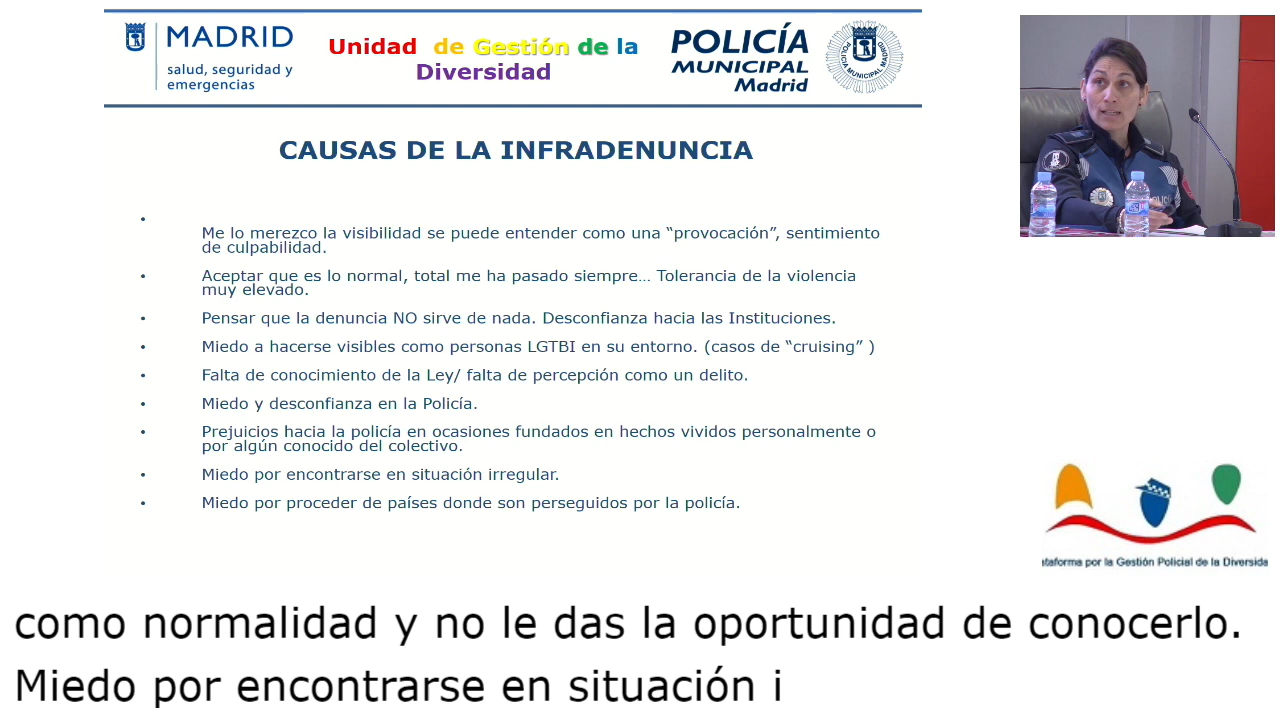 MADRID
salud, seguridad y
emergencias
Unidad de Gestión de la
Diversidad
POLICÍA
MUNICIPAL
Madrid
POLICIA MUNICIPAL MADRID
CAUSAS DE LA INFRADENUNCIA
•
Me lo merezco la visibilidad se puede entender como una “provocación”, sentimiento
de culpabilidad.
• Aceptar que es lo normal, total me ha pasado siempre… Tolerancia de la violencia
muy elevado.
• Pensar que la denuncia NO sirve de nada. Desconfianza hacia las Instituciones.
• Miedo a hacerse visibles como personas LGTBI en su entorno. (casos de “cruising” )
• Falta de conocimiento de la Ley/ falta de percepción como un delito.
• Miedo y desconfianza en la Policía.
• Prejuicios hacia la policía en ocasiones fundados en hechos vividos personalmente o
por algún conocido del colectivo.
• Miedo por encontrarse en situación irregular.
• Miedo por proceder de países donde son perseguidos por la policía.
ataforma por la Gestión Policial de la Diversida
como normalidad y no le das la oportunidad de conocerlo.
Miedo por encontrarse en situación i